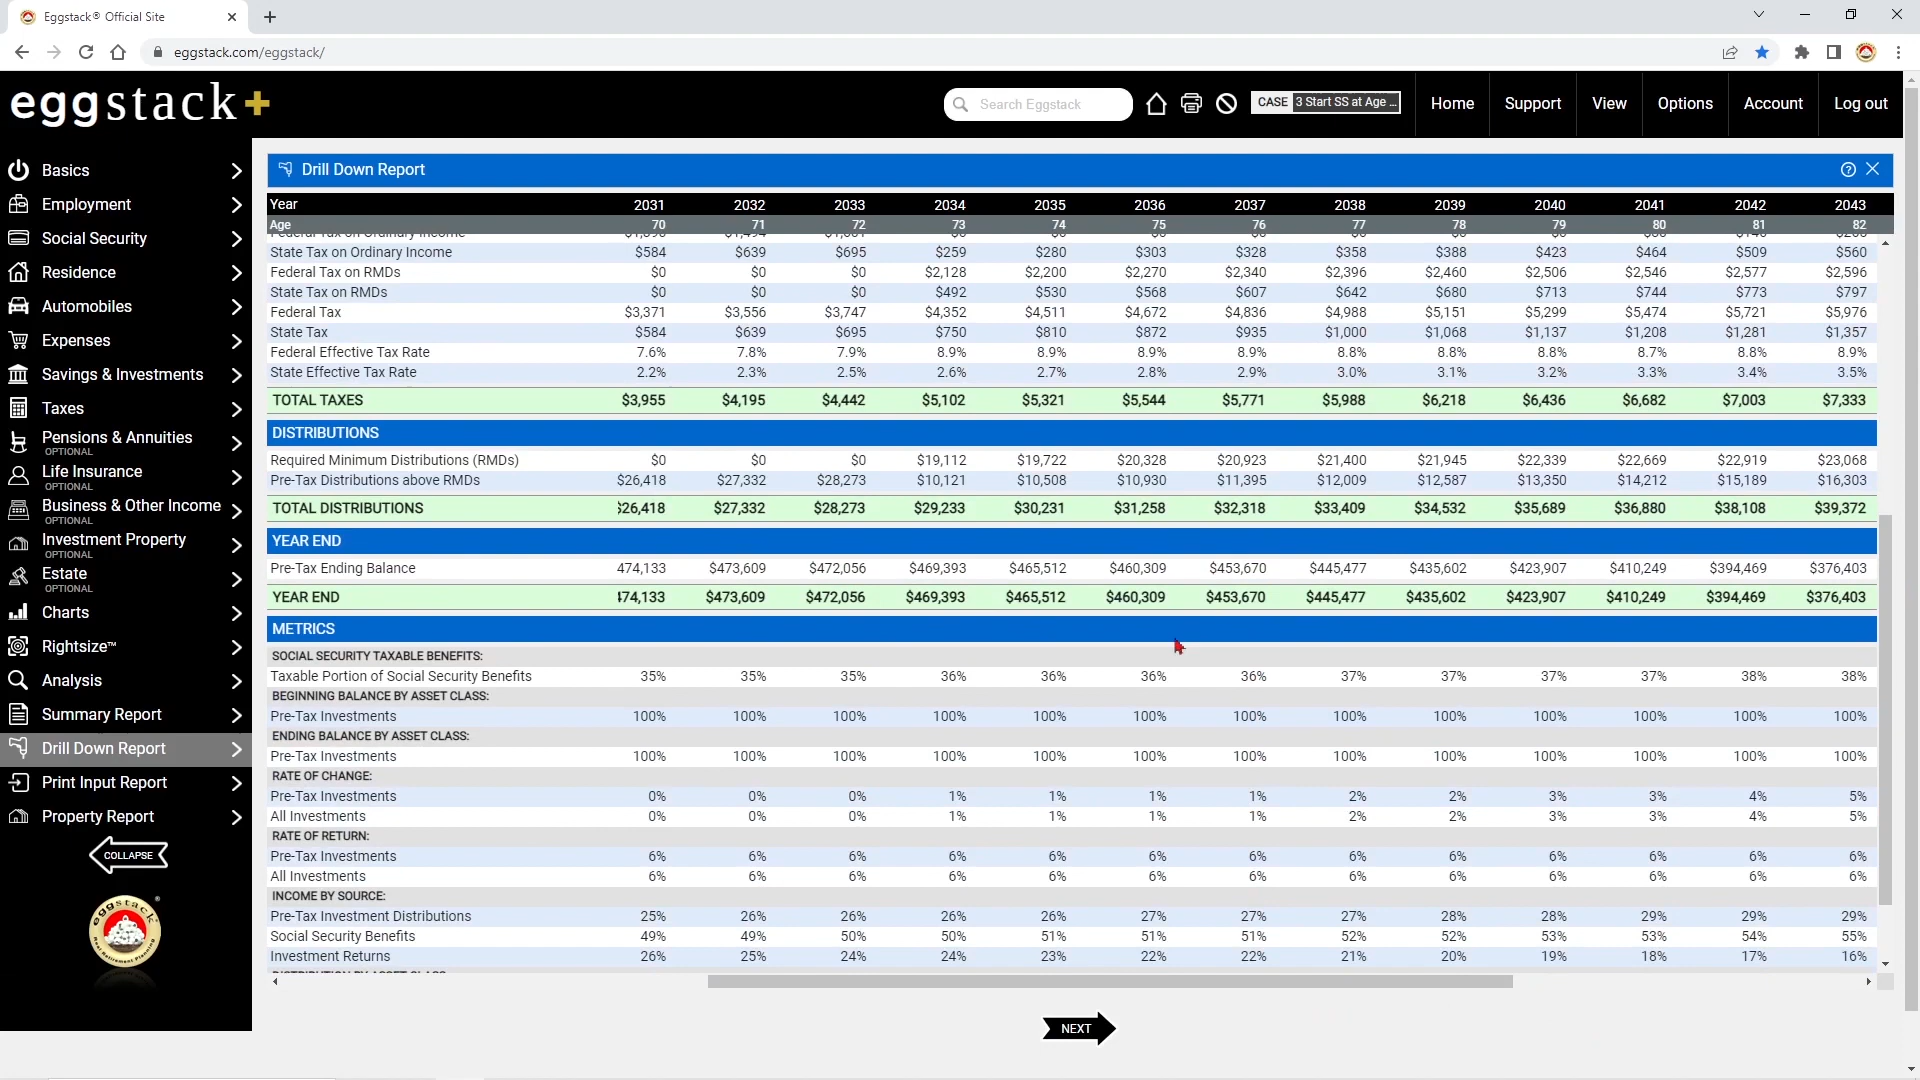 Eggstack® Official Site
eggstack.com/eggstack/
eggstack+
Search Eggstack
CASE 3 Start SS at Age ...
Home
Support
View
Options
Account
Log out
Basics
Employment
Social Security
Residence
Automobiles
Expenses
Savings & Investments
Taxes
Pensions & Annuities
OPTIONAL
Life Insurance
OPTIONAL
Business & Other Income
OPTIONAL
Investment Property
OPTIONAL
Estate
OPTIONAL
Charts
Rightsize™
Analysis
Summary Report
Drill Down Report
Print Input Report
Property Report
COLLAPSE
eggstack ®
Real Retirement Planning
Drill Down Report
Year 2031 2032 2033 2034 2035 2036 2037 2038 2039 2040 2041 2042 2043
Age 70 71 72 73 74 75 76 77 78 79 80 81 82
Federal Tax on Ordinary Income
State Tax on Ordinary Income $584 $639 $695 $259 $280 $303 $328 $358 $388 $423 $464 $509 $560
Federal Tax on RMDs $0 $0 $0 $2,128 $2,200 $2,270 $2,340 $2,396 $2,460 $2,506 $2,546 $2,577 $2,596
State Tax on RMDs $0 $0 $0 $492 $530 $568 $607 $642 $680 $713 $744 $773 $797
Federal Tax $3,371 $3,556 $3,747 $4,352 $4,511 $4,672 $4,836 $4,988 $5,151 $5,299 $5,474 $5,721 $5,976
State Tax $584 $639 $695 $750 $810 $872 $935 $1,000 $1,068 $1,137 $1,208 $1,281 $1,357
Federal Effective Tax Rate 7.6% 7.8% 7.9% 8.9% 8.9% 8.9% 8.9% 8.8% 8.8% 8.8% 8.7% 8.8% 8.9%
State Effective Tax Rate 2.2% 2.3% 2.5% 2.6% 2.7% 2.8% 2.9% 3.0% 3.1% 3.2% 3.3% 3.4% 3.5%
TOTAL TAXES $3,955 $4,195 $4,442 $5,102 $5,321 $5,544 $5,771 $5,988 $6,218 $6,436 $6,682 $7,003 $7,333
DISTRIBUTIONS
Required Minimum Distributions (RMDs) $0 $0 $0 $19,112 $19,722 $20,328 $20,923 $21,400 $21,945 $22,339 $22,669 $22,919 $23,068
Pre-Tax Distributions above RMDs $26,418 $27,332 $28,273 $10,121 $10,508 $10,930 $11,395 $12,009 $12,587 $13,350 $14,212 $15,189 $16,303
TOTAL DISTRIBUTIONS $26,418 $27,332 $28,273 $29,233 $30,231 $31,258 $32,318 $33,409 $34,532 $35,689 $36,880 $38,108 $39,372
YEAR END
Pre-Tax Ending Balance 474,133 $473,609 $472,056 $469,393 $465,512 $460,309 $453,670 $445,477 $435,602 $423,907 $410,249 $394,469 $376,403
YEAR END 474,133 $473,609 $472,056 $469,393 $465,512 $460,309 $453,670 $445,477 $435,602 $423,907 $410,249 $394,469 $376,403
METRICS
SOCIAL SECURITY TAXABLE BENEFITS:
Taxable Portion of Social Security Benefits 35% 35% 35% 36% 36% 36% 36% 37% 37% 37% 37% 38% 38%
BEGINNING BALANCE BY ASSET CLASS:
Pre-Tax Investments 100% 100% 100% 100% 100% 100% 100% 100% 100% 100% 100% 100% 100%
ENDING BALANCE BY ASSET CLASS:
Pre-Tax Investments 100% 100% 100% 100% 100% 100% 100% 100% 100% 100% 100% 100% 100%
RATE OF CHANGE:
Pre-Tax Investments 0% 0% 0% 1% 1% 1% 1% 2% 2% 3% 3% 4% 5%
All Investments 0% 0% 0% 1% 1% 1% 1% 2% 2% 3% 3% 4% 5%
RATE OF RETURN:
Pre-Tax Investments 6% 6% 6% 6% 6% 6% 6% 6% 6% 6% 6% 6% 6%
All Investments 6% 6% 6% 6% 6% 6% 6% 6% 6% 6% 6% 6% 6%
INCOME BY SOURCE:
Pre-Tax Investment Distributions 25% 26% 26% 26% 26% 27% 27% 27% 28% 28% 29% 29% 29%
Social Security Benefits 49% 49% 50% 50% 51% 51% 51% 52% 52% 53% 53% 54% 55%
Investment Returns 26% 25% 24% 24% 23% 22% 22% 21% 20% 19% 18% 17% 16%
NEXT